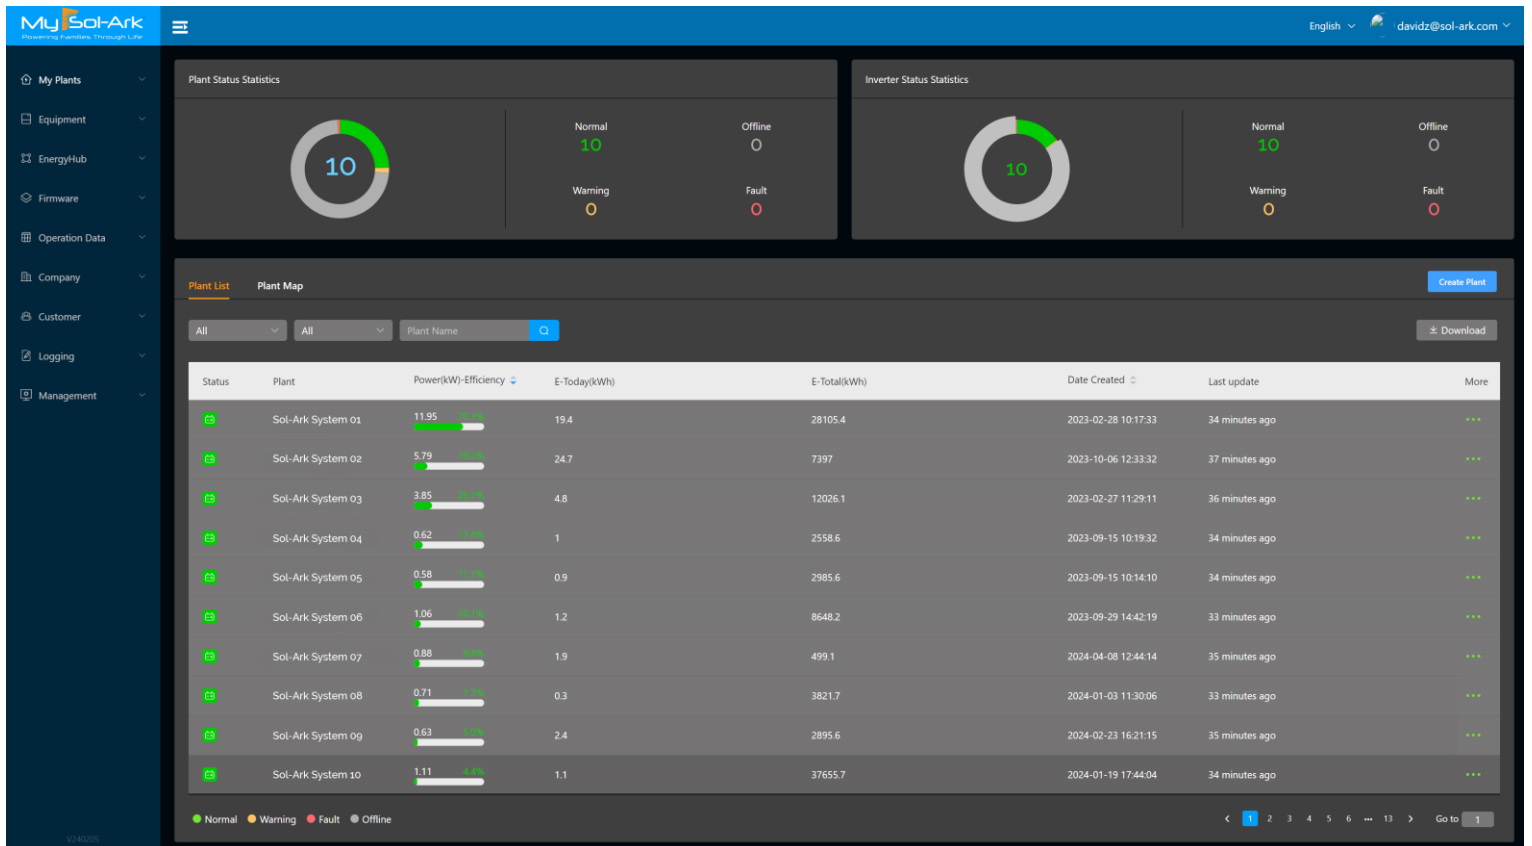 My Sol-Ark
Powering Families Through Life
English
davidz@sol-ark.com
My Plants
Equipment
EnergyHub
Firmware
Operation Data
Company
Customer
Logging
Management
V240205
Plant Status Statistics
10
Normal
10
Offline
0
Warning
0
Fault
0
Inverter Status Statistics
10
Normal
10
Offline
0
Warning
0
Fault
0
Plant List Plant Map
Create Plant
All All Plant Name
Download
Status Plant Power(kW)-Efficiency E-Today(kWh) E-Total(kWh) Date Created Last update More
Sol-Ark System 01 11.95 19.4 28105.4 2023-02-28 10:17:33 34 minutes ago
Sol-Ark System 02 5.79 24.7 7397 2023-10-06 12:33:32 37 minutes ago
Sol-Ark System 03 3.85 4.8 12026.1 2023-02-27 11:29:11 36 minutes ago
Sol-Ark System 04 0.62 1 2558.6 2023-09-15 10:19:32 34 minutes ago
Sol-Ark System 05 0.58 0.9 2985.6 2023-09-15 10:14:10 34 minutes ago
Sol-Ark System 06 1.06 1.2 8648.2 2023-09-29 14:42:19 33 minutes ago
Sol-Ark System 07 0.88 1.9 499.1 2024-04-08 12:44:14 35 minutes ago
Sol-Ark System 08 0.71 7.2% 0.3 3821.7 2024-01-03 11:30:06 33 minutes ago
Sol-Ark System 09 0.63 5.0% 2.4 2895.6 2024-02-23 16:21:15 35 minutes ago
Sol-Ark System 10 1.11 4.4% 1.1 37655.7 2024-01-19 17:44:04 34 minutes ago
Normal Warning Fault Offline
< 1 2 3 4 5 6 ••• 13 > Go to 1